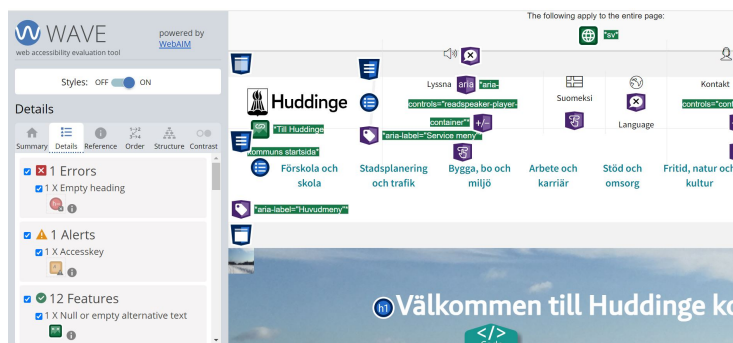 WAVE
web accessibility evaluation tool
powered by
WebAIM
Styles: OFF ON
Details
Summary Details Reference Order Structure Contrast
1 Errors
1 X Empty heading
1 Alerts
1 X Accesskey
12 Features
1 X Null or empty alternative text
The following apply to the entire page:
"sv"
Lyssna aria *aria-
controls="readspeaker-player-
container"*
Suomeksi
Language
Kontakt
controls="cont
Huddinge
"Till Huddinge
kommuns startsida"
*aria-label="Service meny"*
Förskola och
skola
Stadsplanering
och trafik
Bygga, bo och
miljö
Arbete och
karriär
Stöd och
omsorg
Fritid, natur och
kultur
*aria-label="Huvudmeny"*
h1 Välkommen till Huddinge ko
</>